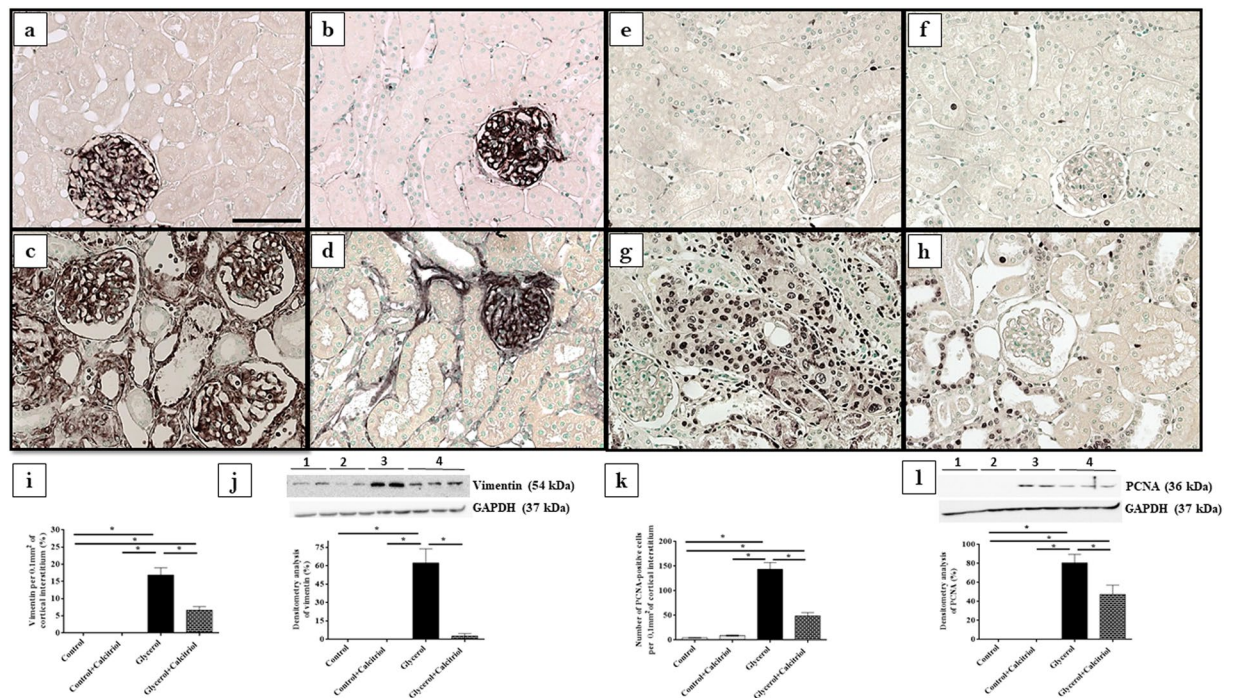 a
b
e
f
c
d
g
h
i
30
25
20
15
10
5
0
Vimentin per 0.1mm² of
cortical interstitium (%)
*
*
*
*
Control
Control+Calcitriol
Glycerol
Glycerol+Calcitriol
j
1 2 3 4
Vimentin (54 kDa)
GAPDH (37 kDa)
75
60
45
30
15
0
Densitometry analysis
of vimentin (%)
*
*
*
Control
Control+Calcitriol
Glycerol
Glycerol+Calcitriol
k
200
150
100
50
0
Number of PCNA-positive cells
per 0,1mm² of cortical interstitium
*
*
*
*
Control
Control+Calcitriol
Glycerol
Glycerol+Calcitriol
l
1 2 3 4
PCNA (36 kDa)
GAPDH (37 kDa)
100
80
60
40
20
0
Densitometry analysis
of PCNA (%)
*
*
*
*
Control
Control+Calcitriol
Glycerol
Glycerol+Calcitriol